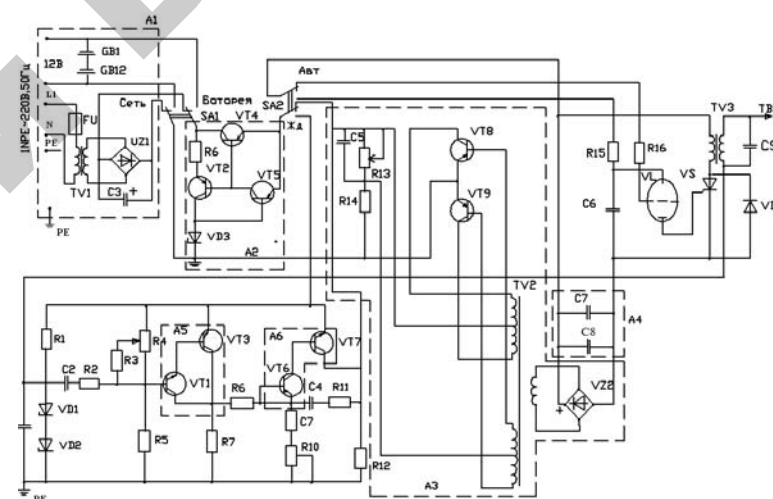 A1
INPE~220В,50Гц
12В
GB1
GB12
L1
N
PE
FU
TV1
UZ1
C3
+
PE
Сеть
Батарея
SA1
VT4
SA2
Авт
ЖД
R6
VT2
VT5
VD3
A2
C5
R13
R14
VT8
VT9
TV2
R15
R16
VL
VS
C6
TV3
C7
C8
A4
VZ2
+
A3
R1
VD1
VD2
C2
R2
R3
R4
R5
A5
VT1
VT3
R7
R6
A6
VT6
VT7
C4
R11
C7
R10
R12
PE